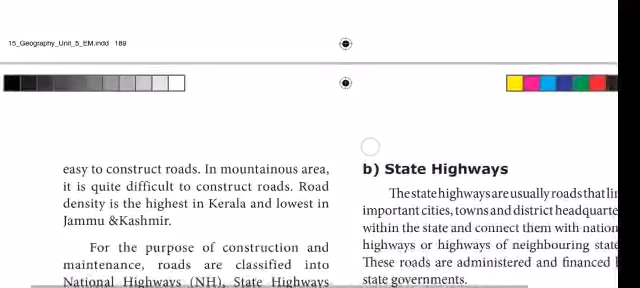 15_Geography_Unit_5_EM.indd 189
easy to construct roads. In mountainous area,
it is quite difficult to construct roads. Road
density is the highest in Kerala and lowest in
Jammu &Kashmir.
For the purpose of construction and
maintenance, roads are classified into
National Highways (NH), State Highways
b) State Highways
The state highways are usually roads that
important cities, towns and district
within the state and connect them with
highways or highways of neighbouring
These roads are administered and financed
state governments.